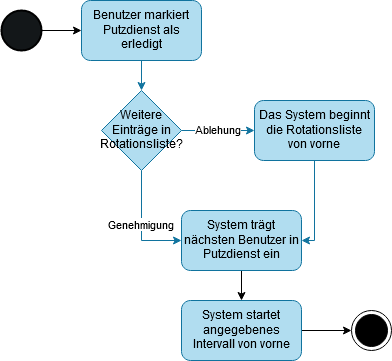 Benutzer markiert
Putzdienst als
erledigt
Weitere
Einträge in
Rotationsliste?
Ablehung
Das System beginnt
die Rotationsliste
von vorne
Genehmigung
System trägt
nächsten Benutzer in
Putzdienst ein
System startet
angegebenes
Intervall von vorne